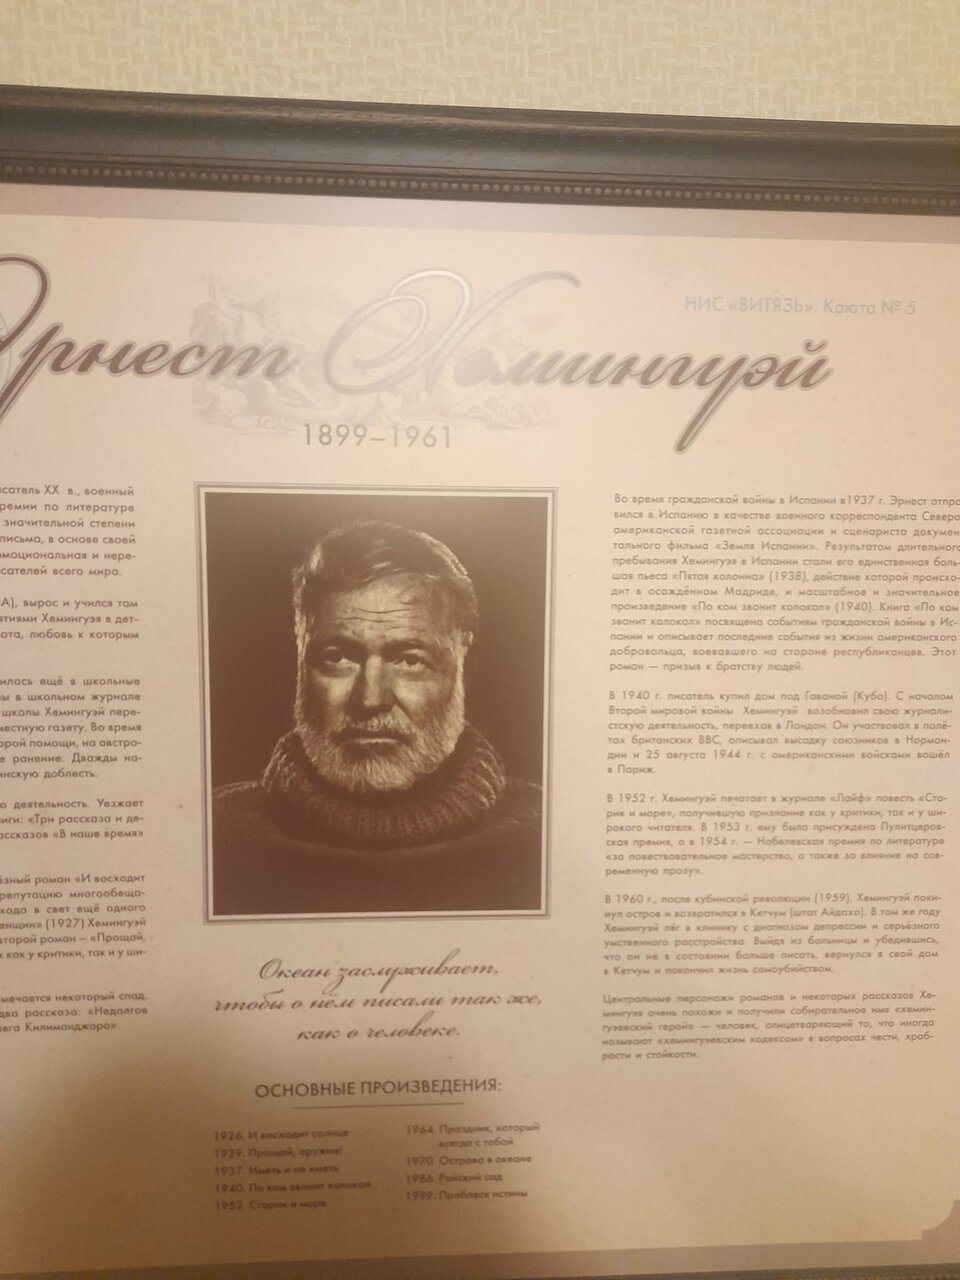 Эрнест Хемингуэй
НИС «ВИТЯЗЬ». Каюта № 5
1899–1961
исатель XX в., военный
ремии по литературе
значительной степени
письма, в основе своей
эмоциональная и нере-
исателей всего мира.
А), вырос и учился там
ятиями Хемингуэя в дет-
ота, любовь к которым
илось ещё в школьные
ы в школьном журнале
школы Хемингуэй пере-
местную газету. Во время
арой помощи, на австро-
е ранение. Дважды на-
инскую доблесть.
ю деятельность. Уезжает
иги: «Три рассказа и де-
ассказов «В наше время»
ёзный роман «И восходит
репутацию многообеща-
хода в свет ещё одного
енщин» (1927) Хемингуэй
второй роман – «Прощай,
к как у критики, так и у ши-
мечается некоторый спад.
два рассказа: «Недолгое
нега Килиманджаро».
Океан заслуживает,
чтобы о нём писали так же,
как о человеке.
ОСНОВНЫЕ ПРОИЗВЕДЕНИЯ:
1926. И восходит солнце
1929. Прощай, оружие!
1937. Иметь и не иметь
1940. По ком звонит колокол
1952. Старик и море
1964. Праздник, который
всегда с тобой
1970. Острова в океане
1986. Райский сад
1999. Проблеск истины
Во время гражданской войны в Испании в1937 г. Эрнест отпра
вился в Испанию в качестве военного корреспондента Северо
американской газетной ассоциации и сценариста докумен
тального фильма «Земля Испании». Результатом длительного
пребывания Хемингуэя в Испании стали его единственная боль-
шая пьеса «Пятая колонна» (1938), действие которой происхо-
дит в осаждённом Мадриде, и масштабное и значительное
произведение «По ком звонит колокол» (1940). Книга «По ком
звонит колокол» посвящена событиям гражданской войны в Ис-
пании и описывает последние события из жизни американского
добровольца, воевавшего на стороне республиканцев. Этот
роман — призыв к братству людей.
В 1940 г. писатель купил дом под Гаваной (Куба). С началом
Второй мировой войны Хемингуэй возобновил свою журнали-
стскую деятельность, переехав в Лондон. Он участвовал в полё-
тах британских ВВС, описывал высадку союзников в Норман-
дии и 25 августа 1944 г. с американскими войсками вошёл
в Париж.
В 1952 г. Хемингуэй печатает в журнале «Лайф» повесть «Ста-
рик и море», получившую признание как у критики, так и у ши-
рокого читателя. В 1953 г. ему была присуждена Пулитцеров-
ская премия, а в 1954 г. — Нобелевская премия по литературе
«за повествовательное мастерство, а также за влияние на сов-
ременную прозу».
В 1960 г., после кубинской революции (1959), Хемингуэй поки-
нул остров и возвратился в Кетчум (штат Айдахо). В том же году
Хемингуэй лёг в клинику с диагнозом депрессии и серьёзного
умственного расстройства. Выйдя из больницы и убедившись,
что он не в состоянии больше писать, вернулся в свой дом
в Кетчум и покончил жизнь самоубийством.
Центральные персонажи романов и некоторых рассказов Хе-
мингуэя очень похожи и получили собирательное имя «хемин-
гуэевский герой» — человек, олицетворяющий то, что иногда
называют «хемингуэевским кодексом» в вопросах чести, храб-
рости и стойкости.